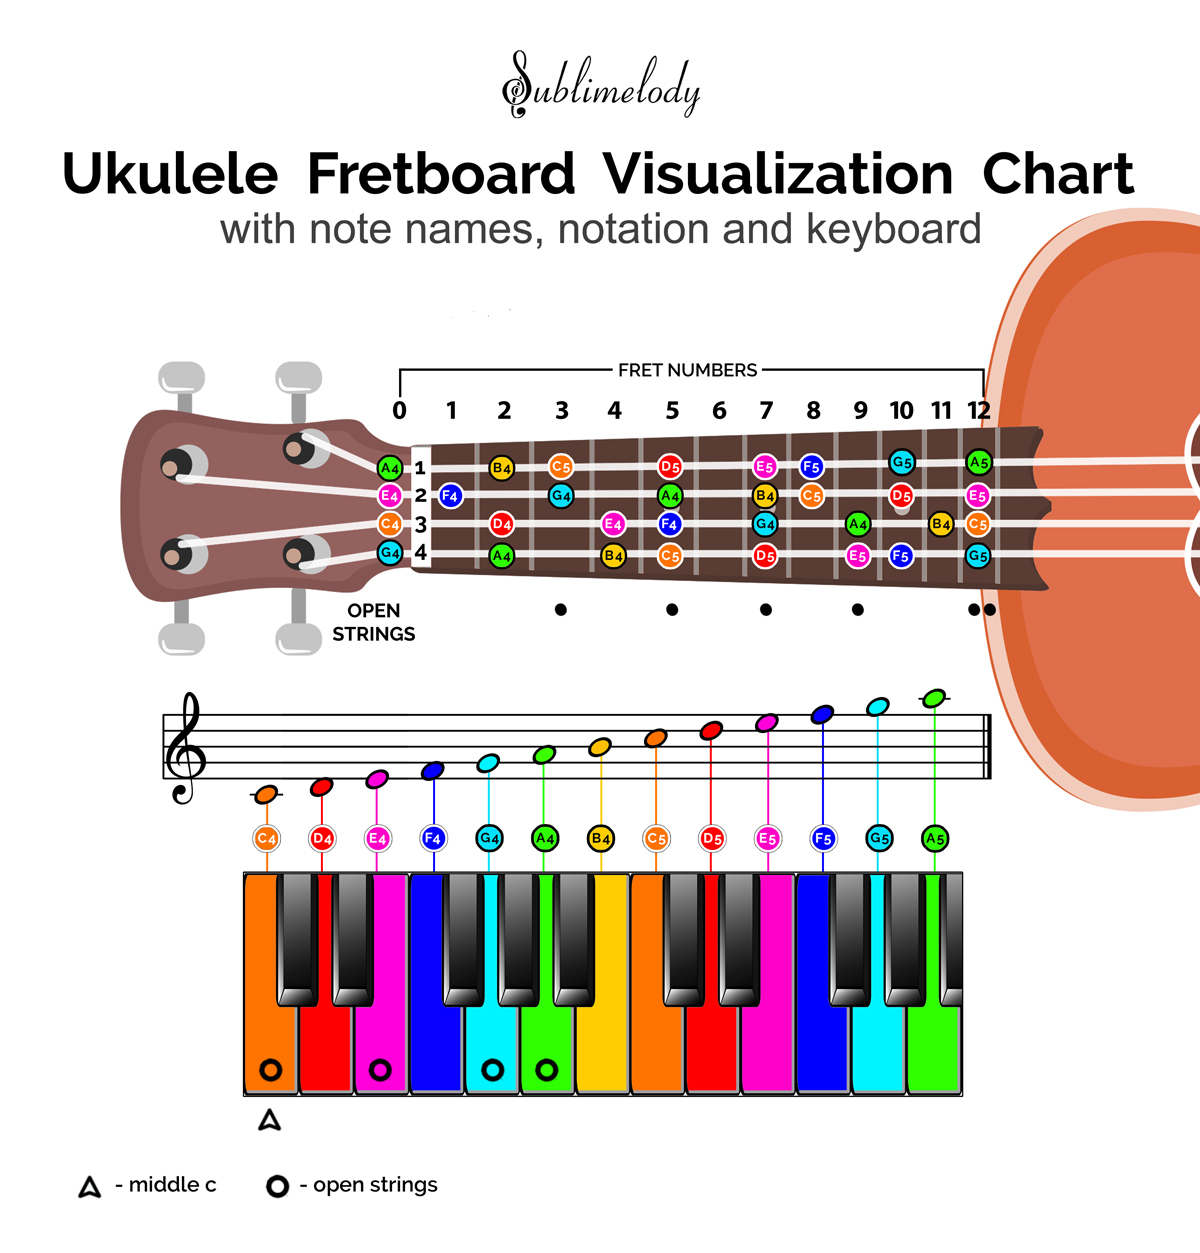 Sublimelody
Ukulele Fretboard Visualization Chart
with note names, notation and keyboard
FRET NUMBERS
0 1 2 3 4 5 6 7 8 9 10 11 12
A4 1 B4 C5 D5 E5 F5 G5 A5
E4 2 F4 G4 A4 B4 C5 D5 E5
C4 3 D4 E4 F4 G4 A4 B4 C5
G4 4 A4 B4 C5 D5 E5 F5 G5
OPEN
STRINGS
C4 D4 E4 F4 G4 A4 B4 C5 D5 E5 F5 G5 A5
- middle c
- open strings